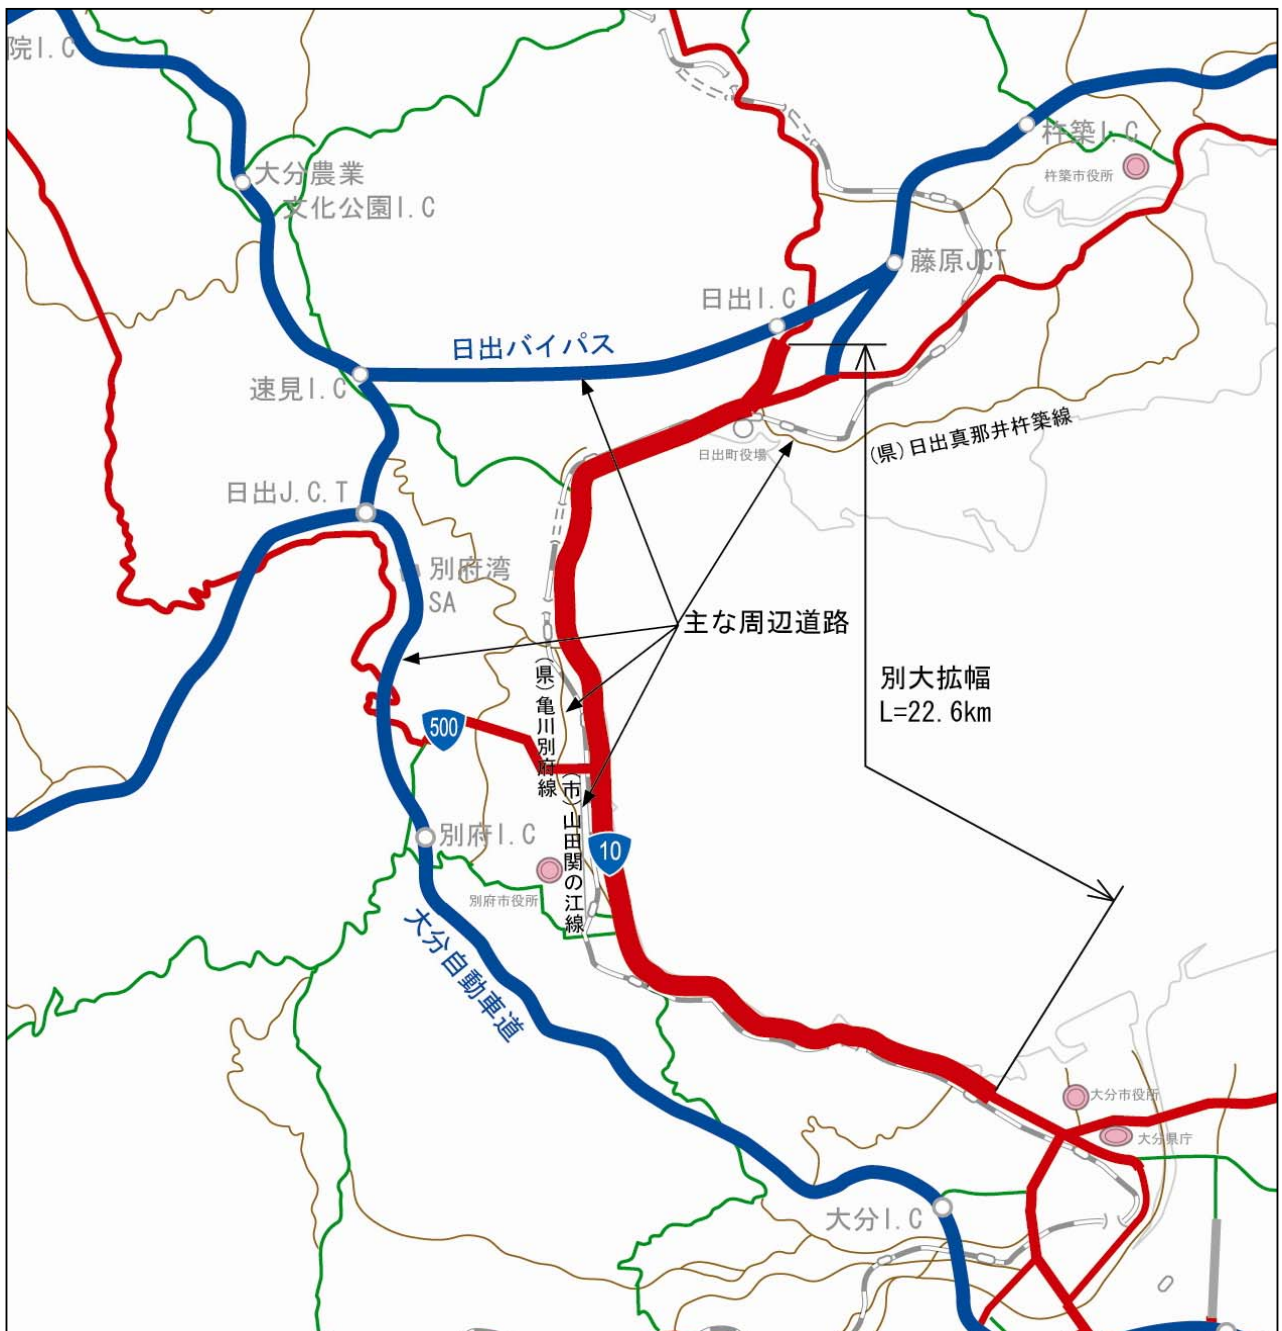 院I.C
大分農業
文化公園I.C
杵築I.C
杵築市役所
藤原JCT
日出I.C
日出バイパス
速見I.C
(県)日出真那井杵築線
日出町役場
日出J.C.T
別府湾
SA
主な周辺道路
別大拡幅
L=22.6km
(県)亀川別府線
500
(市)山田関の江線
別府I.C
10
別府市役所
大分自動車道
大分市役所
大分県庁
大分I.C